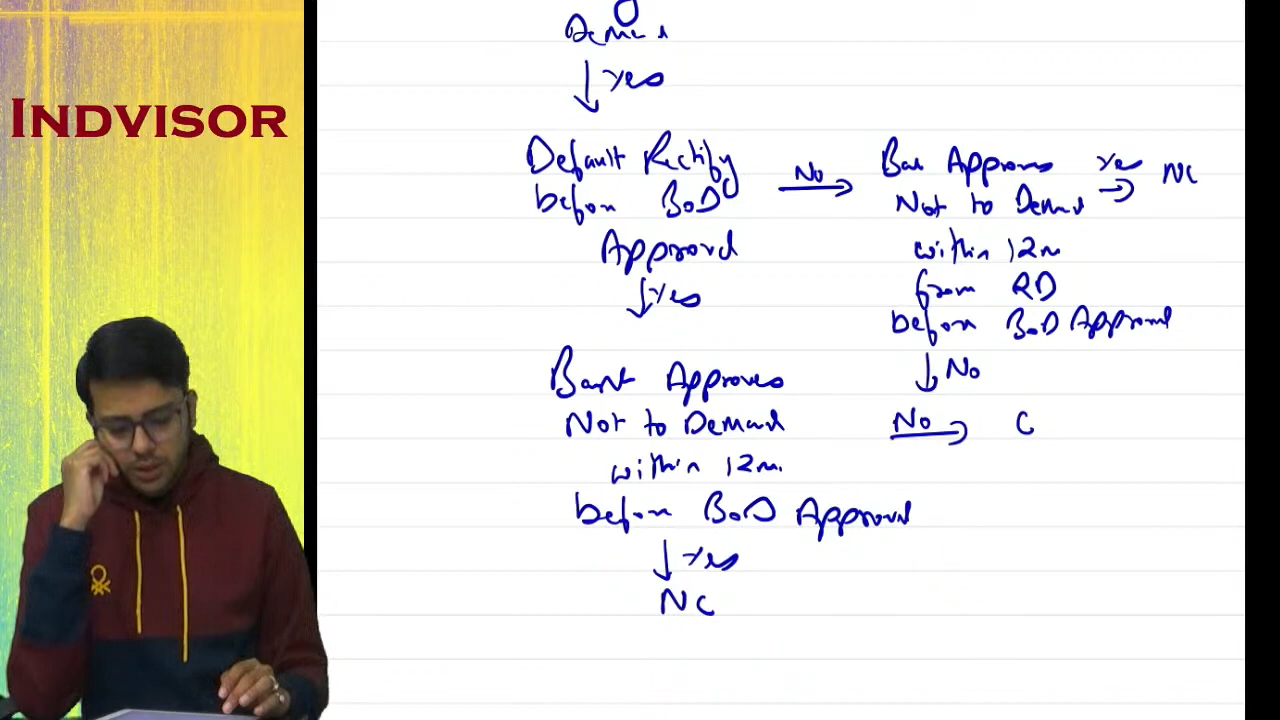 INDVISOR
Demand
Yes
Default Rectify
before BoD
Approval
No
Bank Approves
Not to Demand
within 12m
from RD
before BoD Approval
Yes
NC
No
Yes
Bank Approves
Not to Demand
within 12m.
before BoD Approval
No
C
Yes
NC